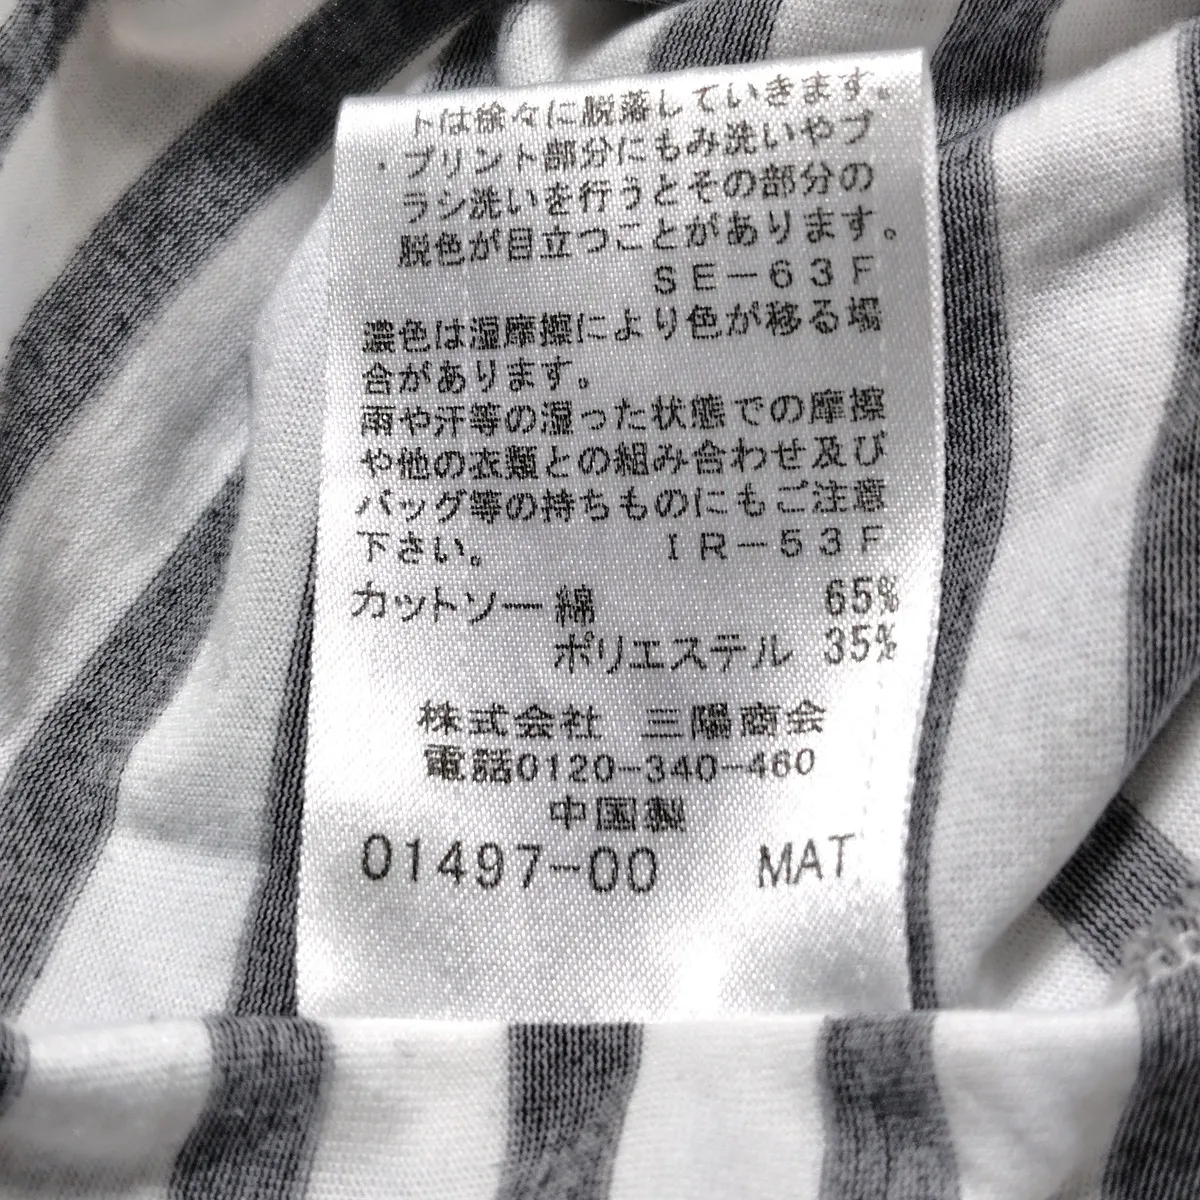 トは徐々に脱落していきます。
・プリント部分にもみ洗いやブ
ラシ洗いを行うとその部分の
脱色が目立つことがあります。
SE-63F
濃色は湿摩擦により色が移る場
合があります。
雨や汗等の湿った状態での摩擦
や他の衣類との組み合わせ及び
バッグ等の持ちものにもご注意
下さい。 IR-53F
カットソー 綿 65%
ポリエステル 35%
株式会社 三陽商会
電話0120-340-460
中国製
01497-00 MAT